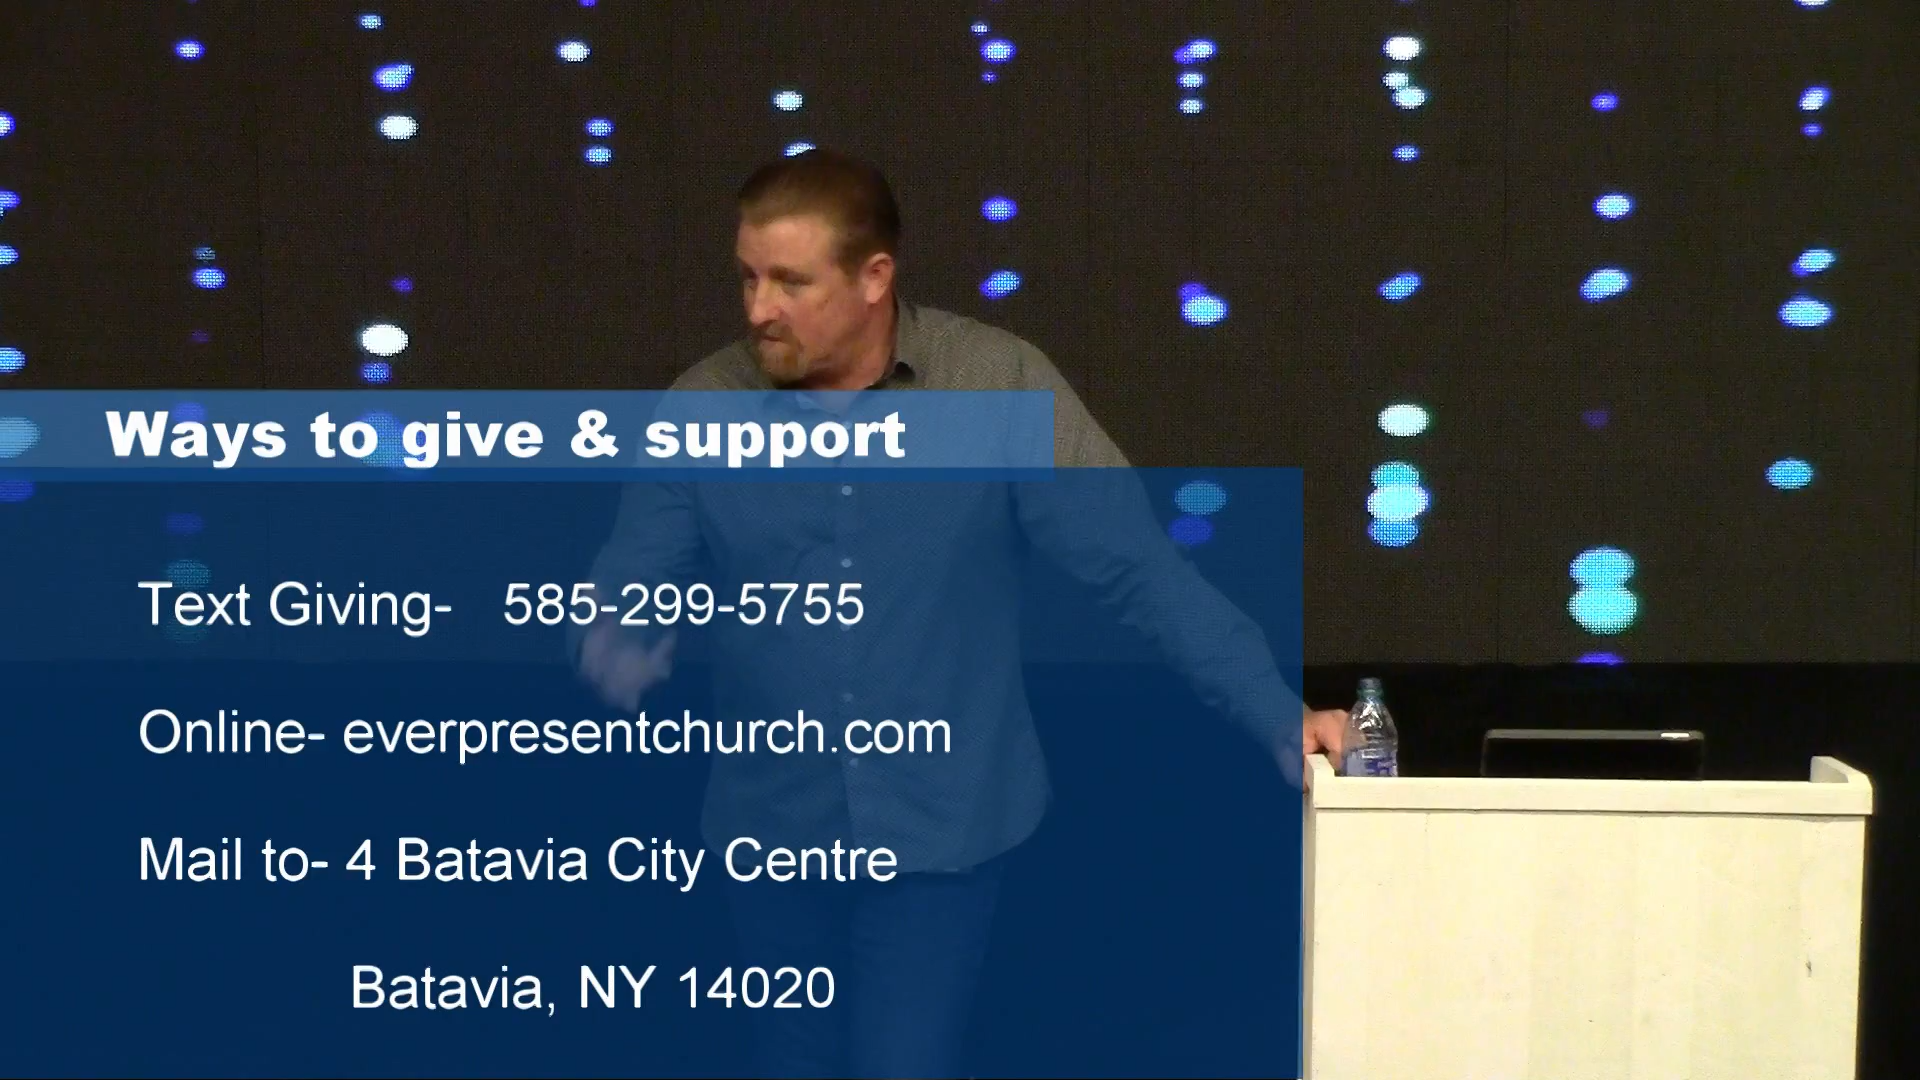 Ways to give & support
Text Giving- 585-299-5755
Online- everpresentchurch.com
Mail to- 4 Batavia City Centre
Batavia, NY 14020